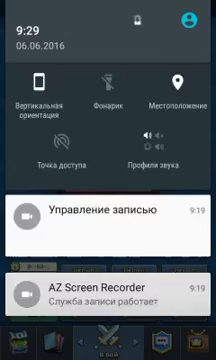 9:29
06.06.2016
Вертикальная ориентация
Фонарик
Местоположение
Точка доступа
Профили звука
Управление записью
9:19
AZ Screen Recorder
9:19
Служба записи работает
В БОЙ